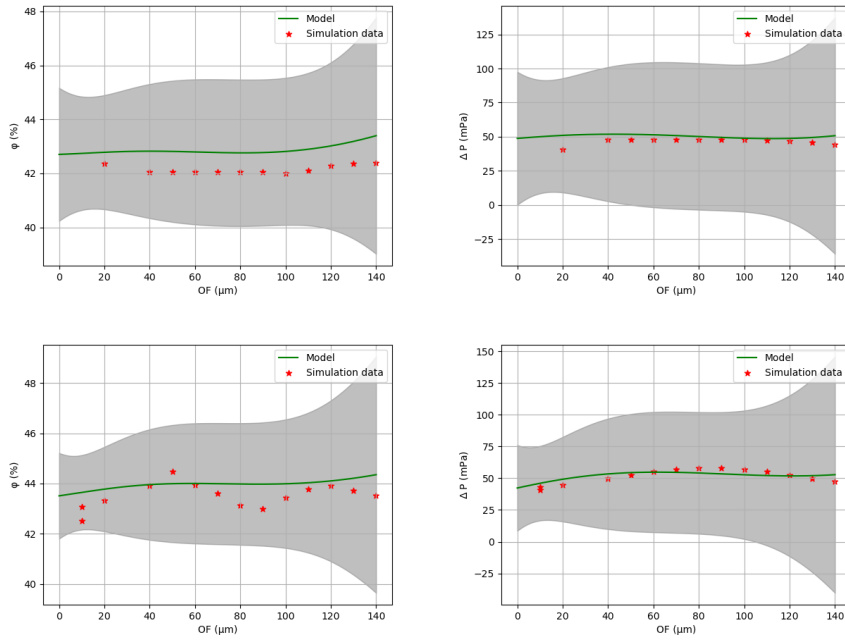 48
46
44
42
40
φ (%)
0 20 40 60 80 100 120 140
OF (μm)
Model
Simulation data
125
100
75
50
25
0
−25
Δ P (mPa)
0 20 40 60 80 100 120 140
OF (μm)
Model
Simulation data
48
46
44
42
40
φ (%)
0 20 40 60 80 100 120 140
OF (μm)
Model
Simulation data
150
125
100
75
50
25
0
−25
Δ P (mPa)
0 20 40 60 80 100 120 140
OF (μm)
Model
Simulation data